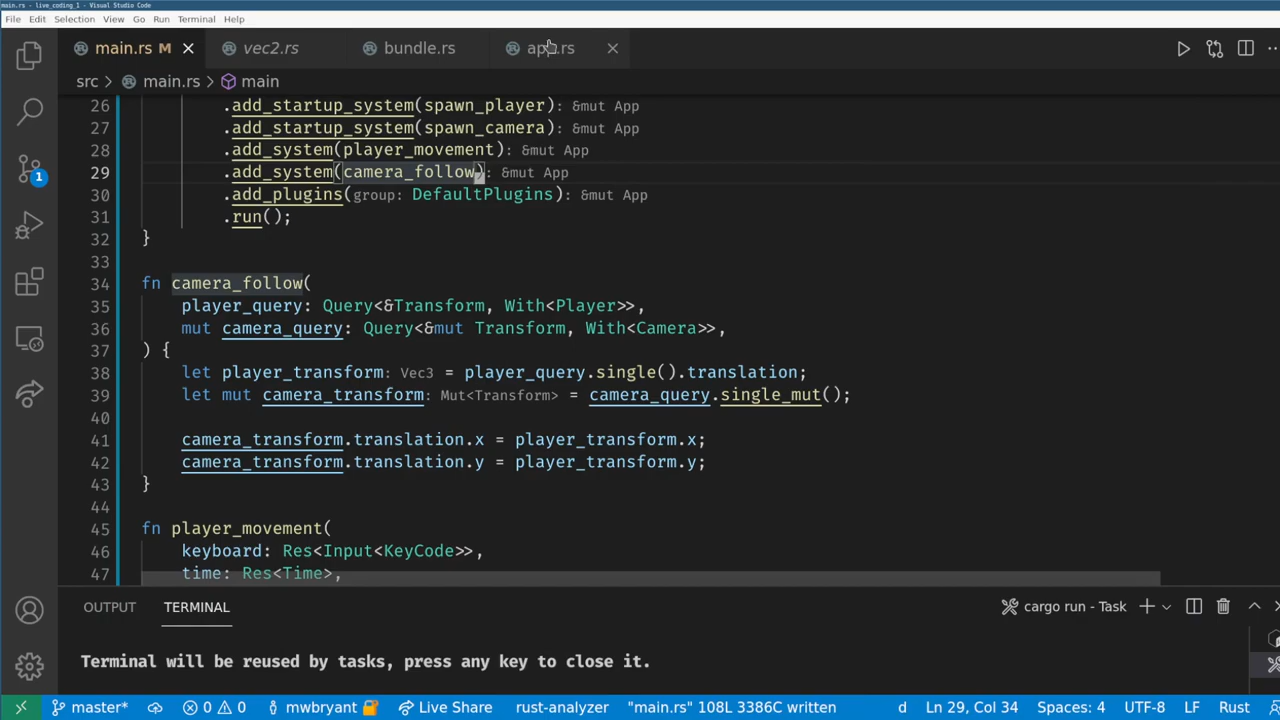 main.rs - live_coding_1 - Visual Studio Code
File Edit Selection View Go Run Terminal Help
main.rs M vec2.rs bundle.rs app.rs
src > main.rs > main
26 .add_startup_system(spawn_player): &mut App
27 .add_startup_system(spawn_camera): &mut App
28 .add_system(player_movement): &mut App
29 .add_system(camera_follow): &mut App
30 .add_plugins(group: DefaultPlugins): &mut App
31 .run();
32 }
33
34 fn camera_follow(
35 player_query: Query<&Transform, With<Player>>,
36 mut camera_query: Query<&mut Transform, With<Camera>>,
37 ) {
38 let player_transform: Vec3 = player_query.single().translation;
39 let mut camera_transform: Mut<Transform> = camera_query.single_mut();
40
41 camera_transform.translation.x = player_transform.x;
42 camera_transform.translation.y = player_transform.y;
43 }
44
45 fn player_movement(
46 keyboard: Res<Input<KeyCode>>,
47 time: Res<Time>,
1
OUTPUT TERMINAL cargo run - Task
Terminal will be reused by tasks, press any key to close it.
master* 0 0 mwbryant Live Share rust-analyzer "main.rs" 108L 3386C written d Ln 29, Col 34 Spaces: 4 UTF-8 LF Rust